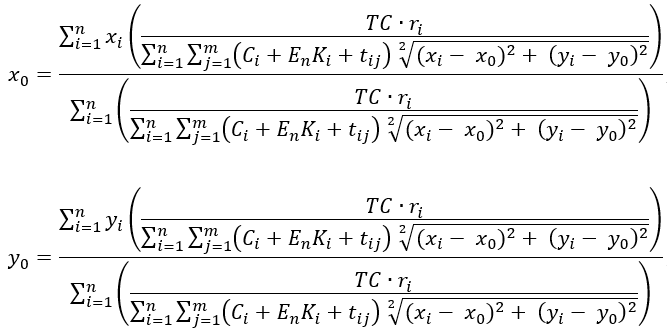 x₀ = \frac{\sum_{i=1}^{n} x_i \left( \frac{TC \cdot r_i}{\sum_{i=1}^{n} \sum_{j=1}^{m} (C_i + E_n K_i + t_{ij}) \sqrt[2]{(x_i - x_0)^2 + (y_i - y_0)^2}} \right)}{\sum_{i=1}^{n} \left( \frac{TC \cdot r_i}{\sum_{i=1}^{n} \sum_{j=1}^{m} (C_i + E_n K_i + t_{ij}) \sqrt[2]{(x_i - x_0)^2 + (y_i - y_0)^2}} \right)}
y₀ = \frac{\sum_{i=1}^{n} y_i \left( \frac{TC \cdot r_i}{\sum_{i=1}^{n} \sum_{j=1}^{m} (C_i + E_n K_i + t_{ij}) \sqrt[2]{(x_i - x_0)^2 + (y_i - y_0)^2}} \right)}{\sum_{i=1}^{n} \left( \frac{TC \cdot r_i}{\sum_{i=1}^{n} \sum_{j=1}^{m} (C_i + E_n K_i + t_{ij}) \sqrt[2]{(x_i - x_0)^2 + (y_i - y_0)^2}} \right)}